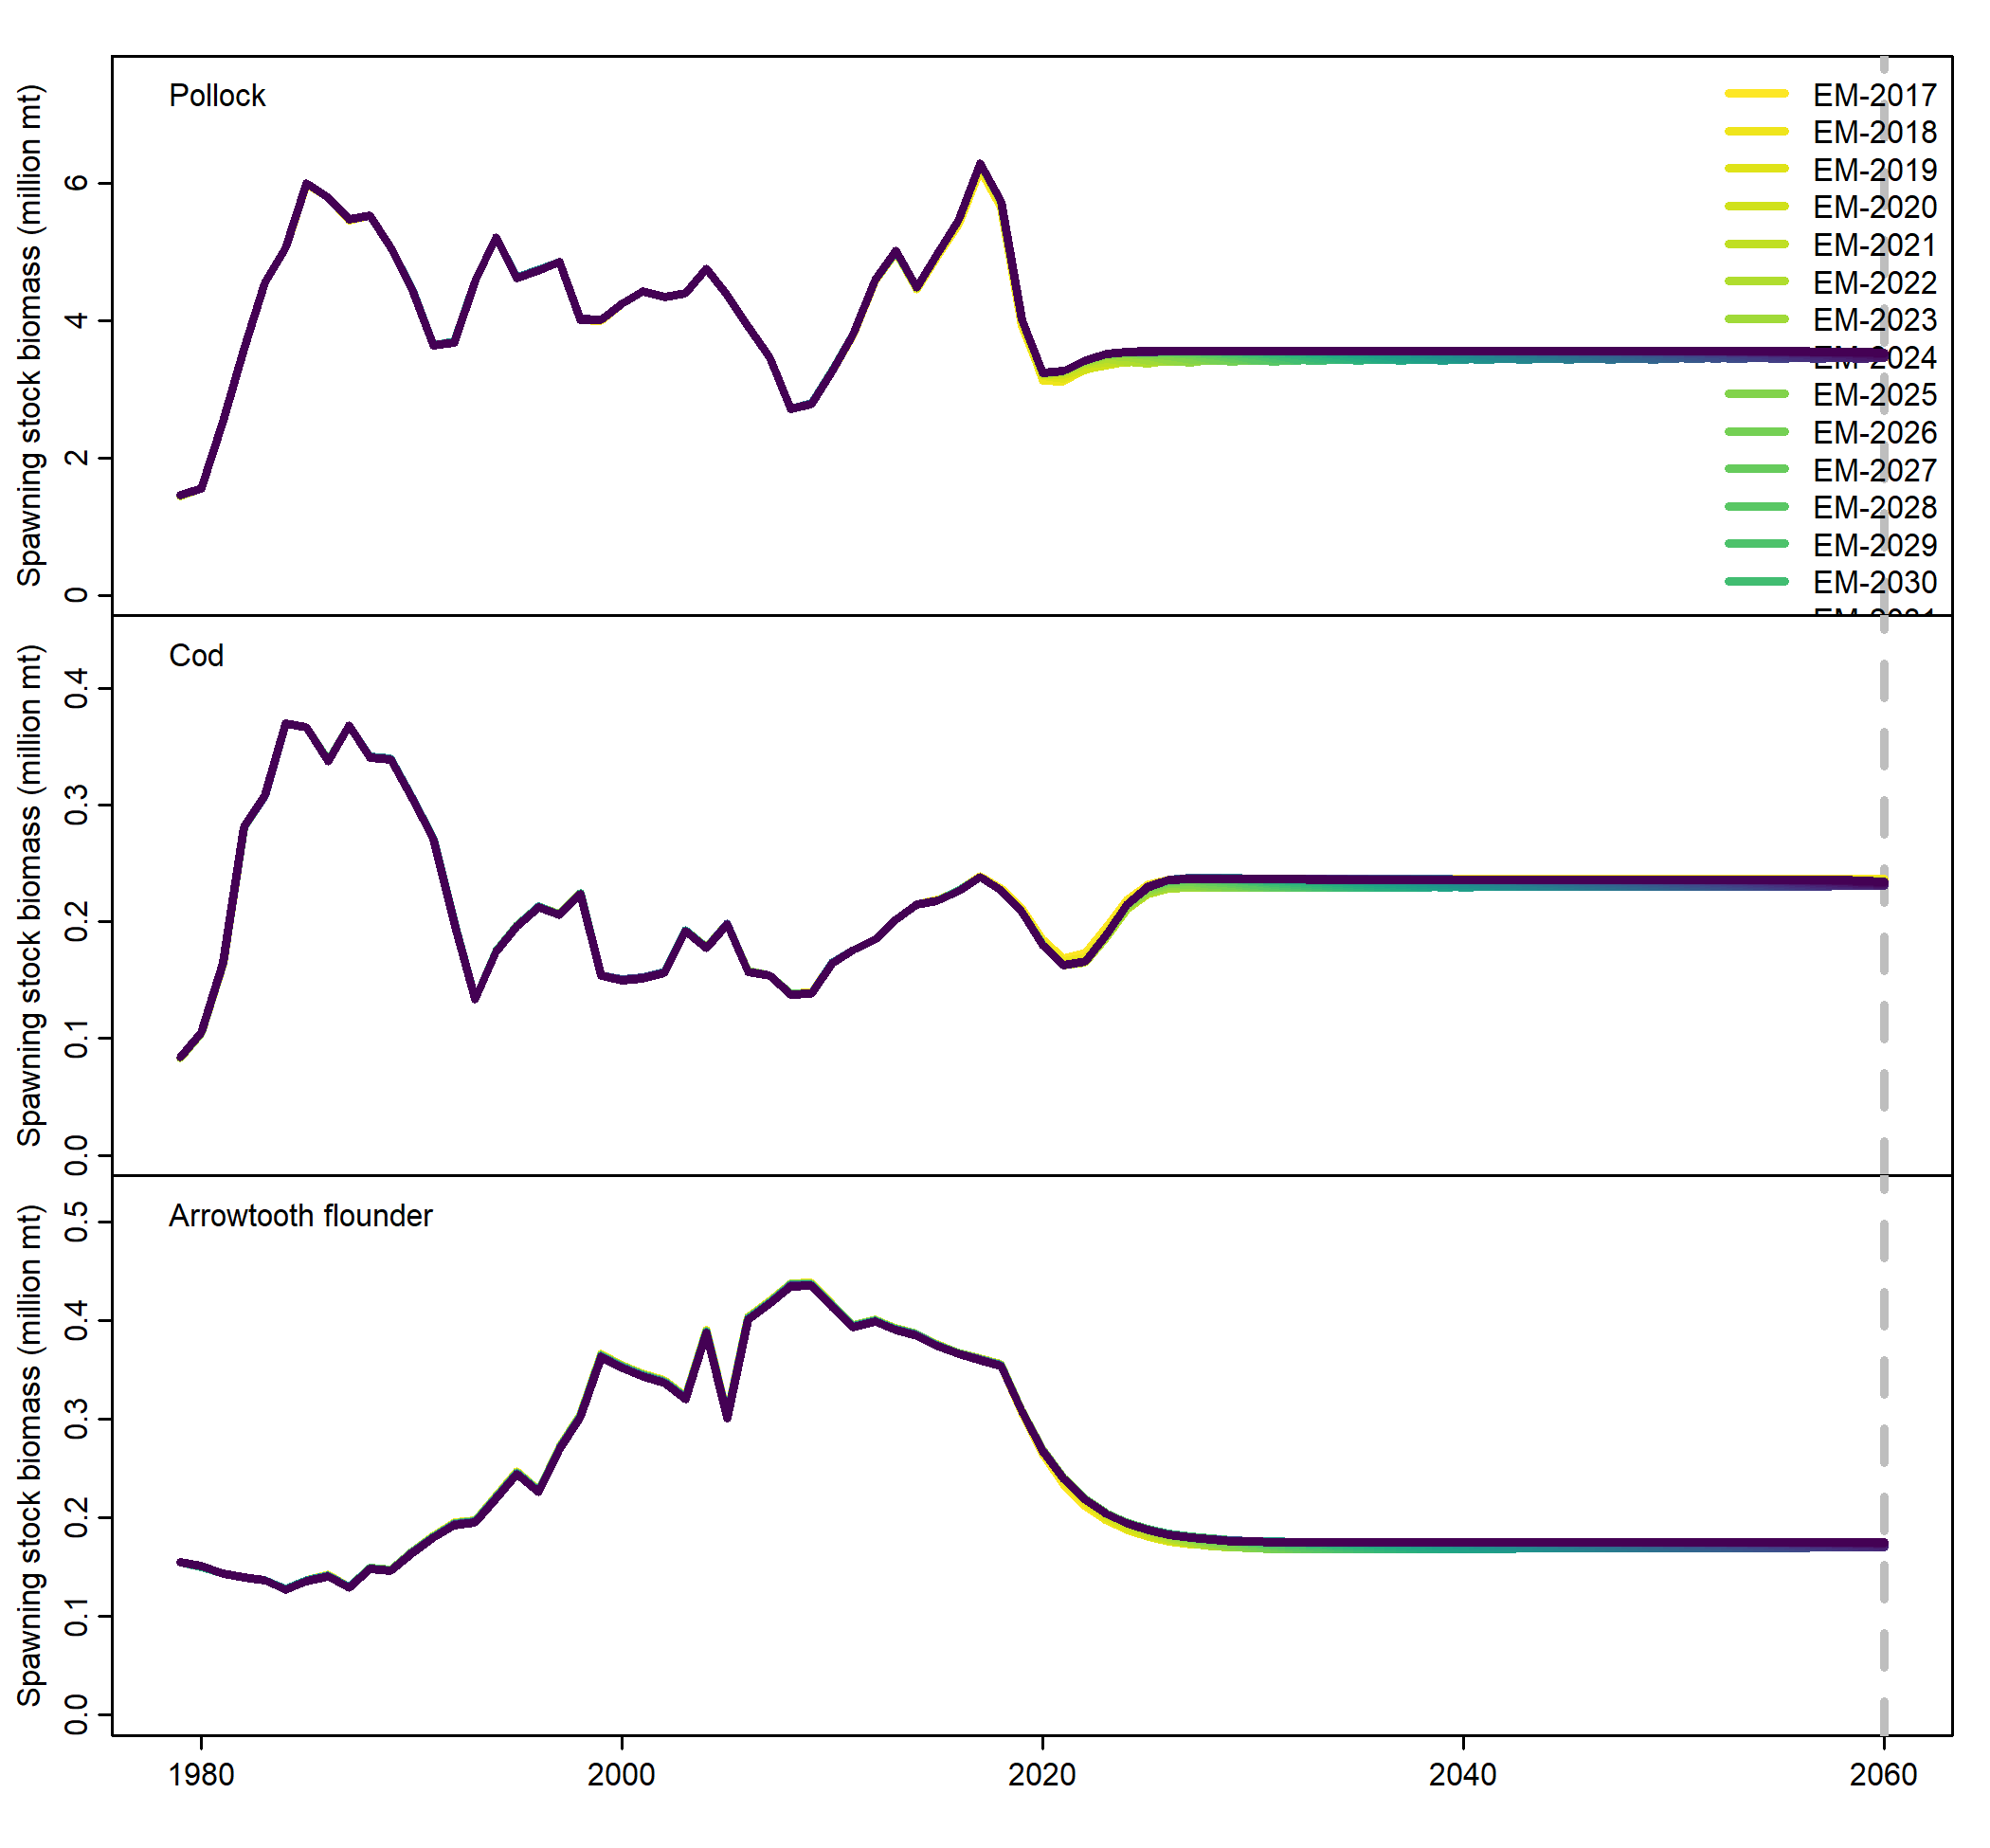 Pollock
Spawning stock biomass (million mt)
6
4
2
0
EM-2017
EM-2018
EM-2019
EM-2020
EM-2021
EM-2022
EM-2023
EM-2024
EM-2025
EM-2026
EM-2027
EM-2028
EM-2029
EM-2030
Cod
Spawning stock biomass (million mt)
0.4
0.3
0.2
0.1
0.0
Arrowtooth flounder
Spawning stock biomass (million mt)
0.5
0.4
0.3
0.2
0.1
0.0
1980 2000 2020 2040 2060